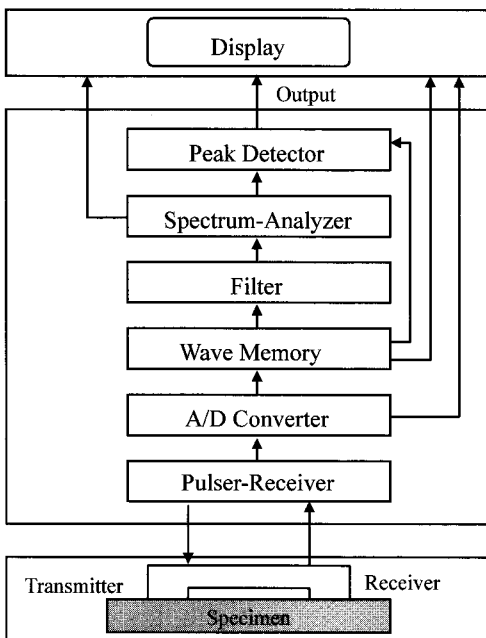 Display
Output
Peak Detector
Spectrum-Analyzer
Filter
Wave Memory
A/D Converter
Pulser-Receiver
Transmitter
Receiver
Specimen